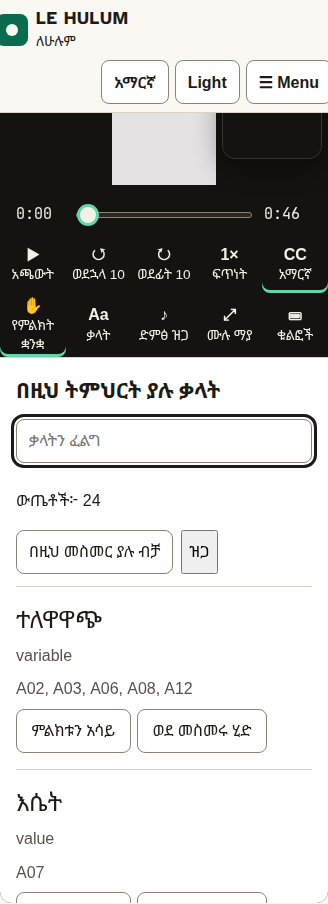 LE HULUM
ለሁሉም
አማርኛ
Light
☰ Menu
0:00
0:46
አጫውት
ወደኋላ 10
ወደፊት 10
1×
ፍጥነት
CC
አማርኛ
የምልክት
ቋንቋ
Aa
ቃላት
ድምፅ ዝጋ
ሙሉ ማያ
ቁልፎች
በዚህ ትምህርት ያሉ ቃላት
ቃላትን ፈልግ
ውጤቶች፦ 24
በዚህ መስመር ያሉ ብቻ
ዝጋ
ተለዋዋጭ
variable
A02, A03, A06, A08, A12
ምልክቱን አሳይ
ወደ መስመሩ ሂድ
እሴት
value
A07